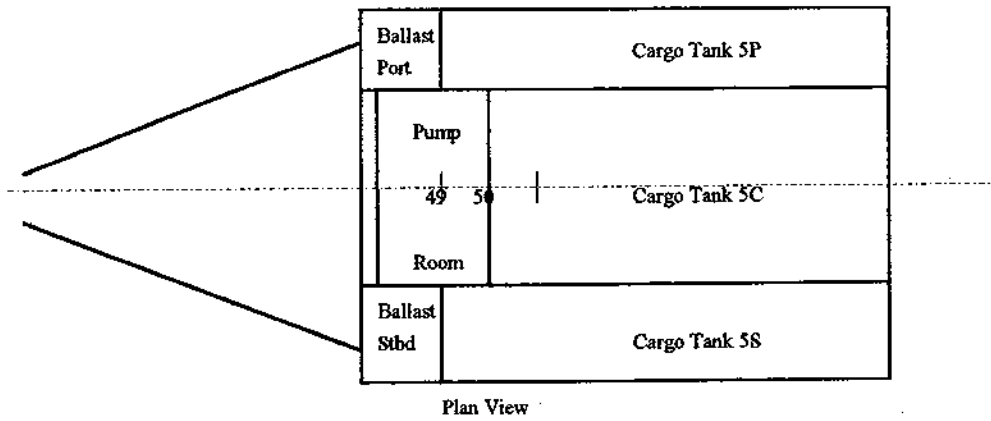 Ballast
Port
Cargo Tank 5P
Pump
49 50
Cargo Tank 5C
Room
Ballast
Stbd
Cargo Tank 5S
Plan View